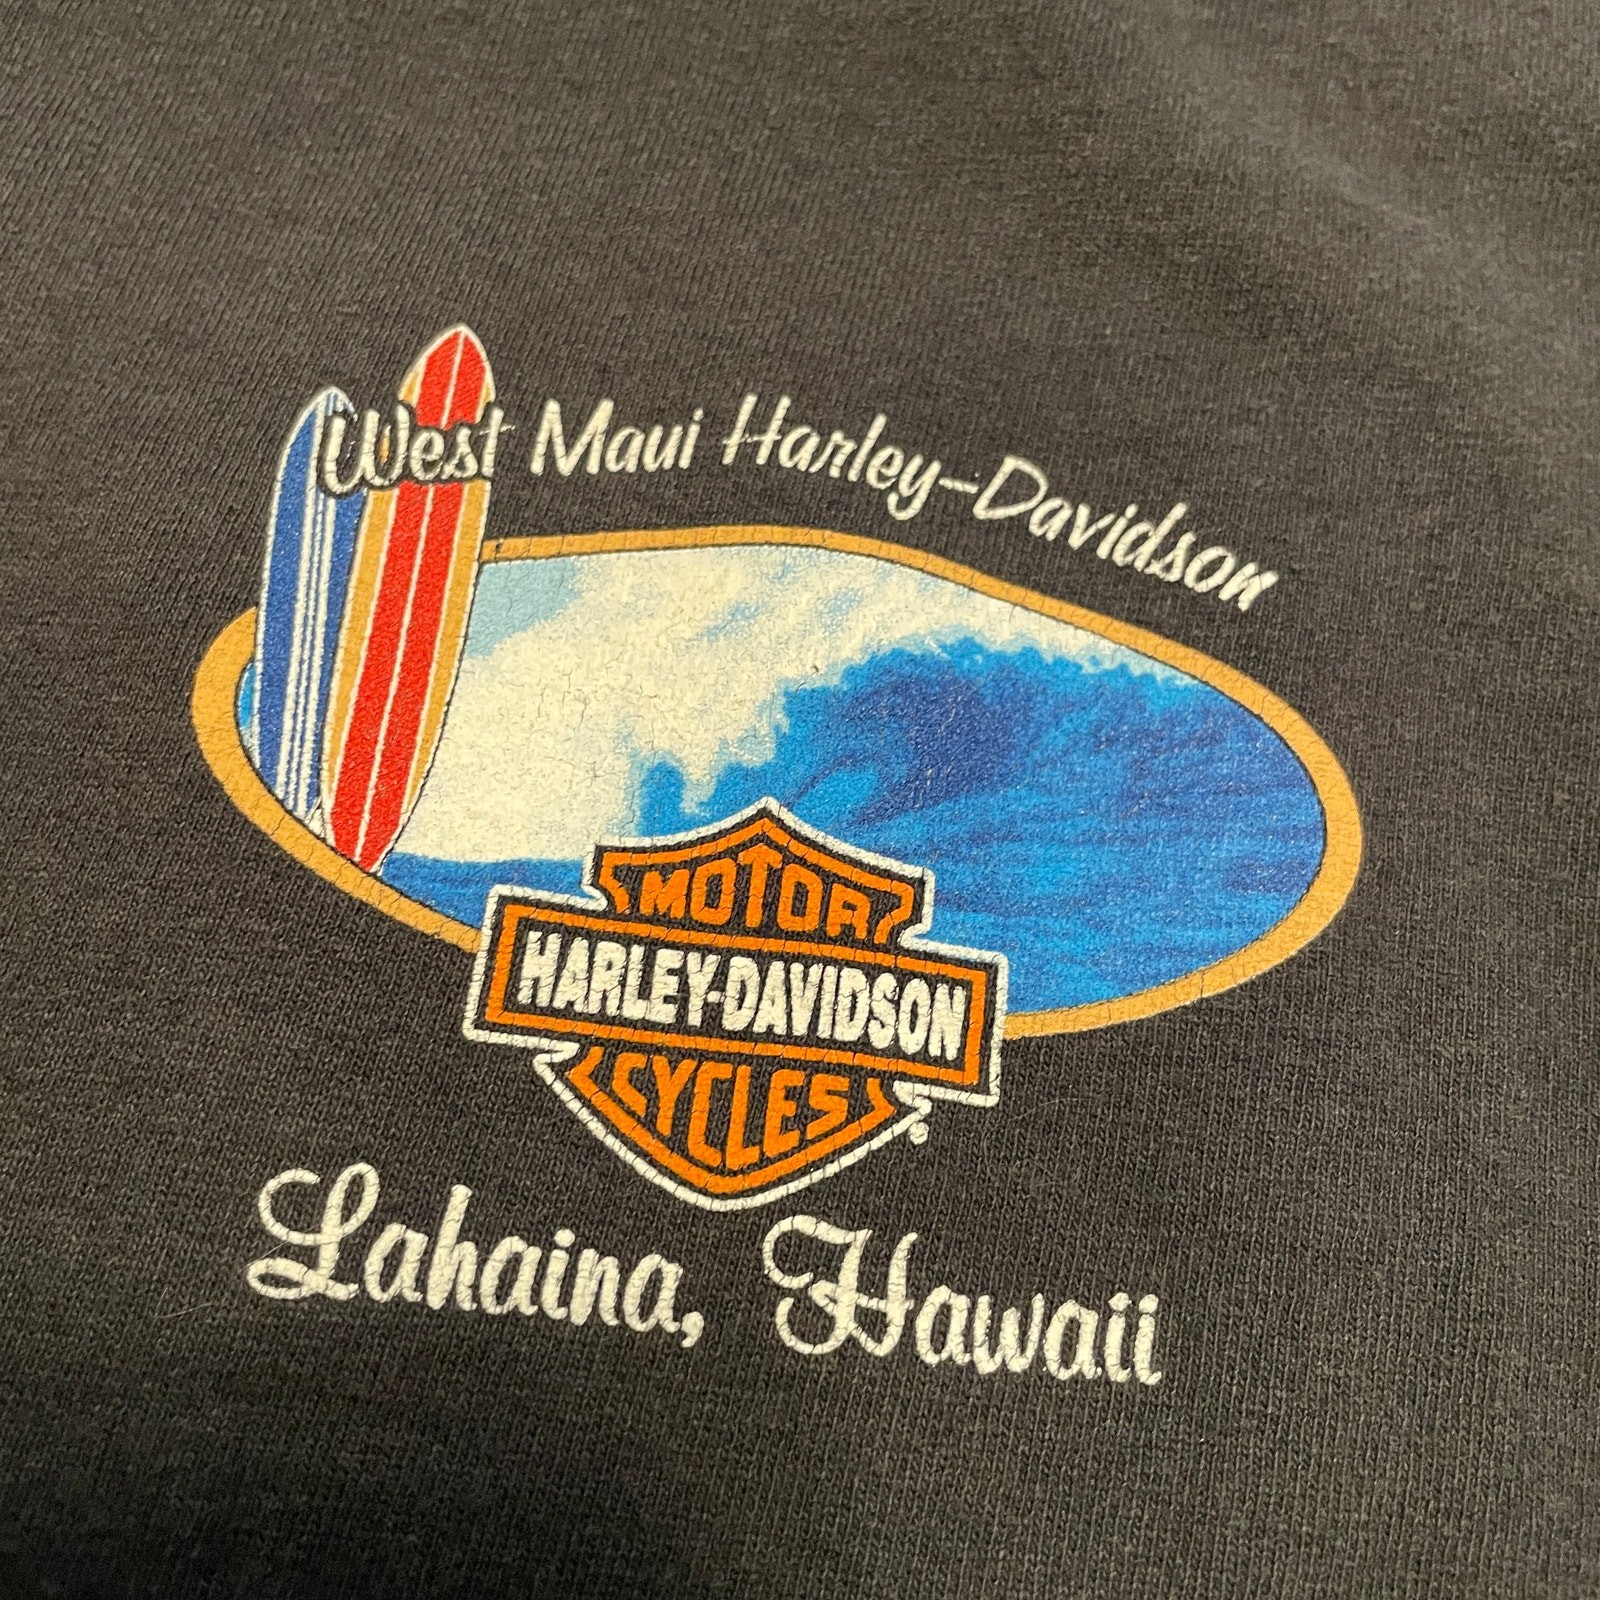 West Maui Harley-Davidson
MOTOR
HARLEY-DAVIDSON
CYCLES
®
Lahaina, Hawaii